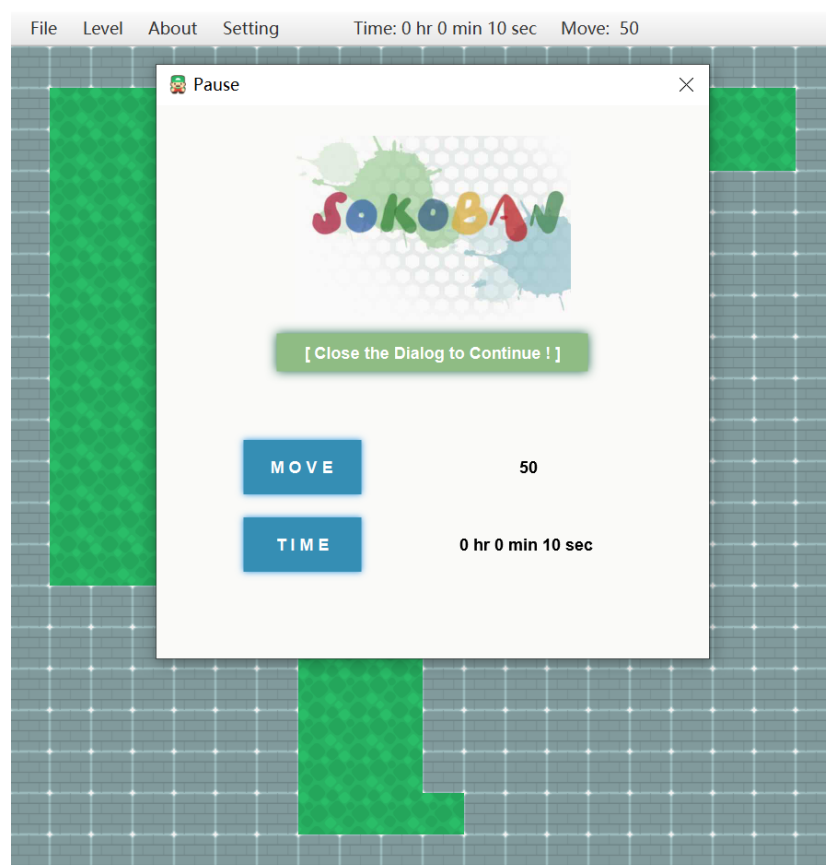 File Level About Setting Time: 0 hr 0 min 10 sec Move: 50
Pause
SOKOBAN
[ Close the Dialog to Continue ! ]
MOVE 50
TIME 0 hr 0 min 10 sec